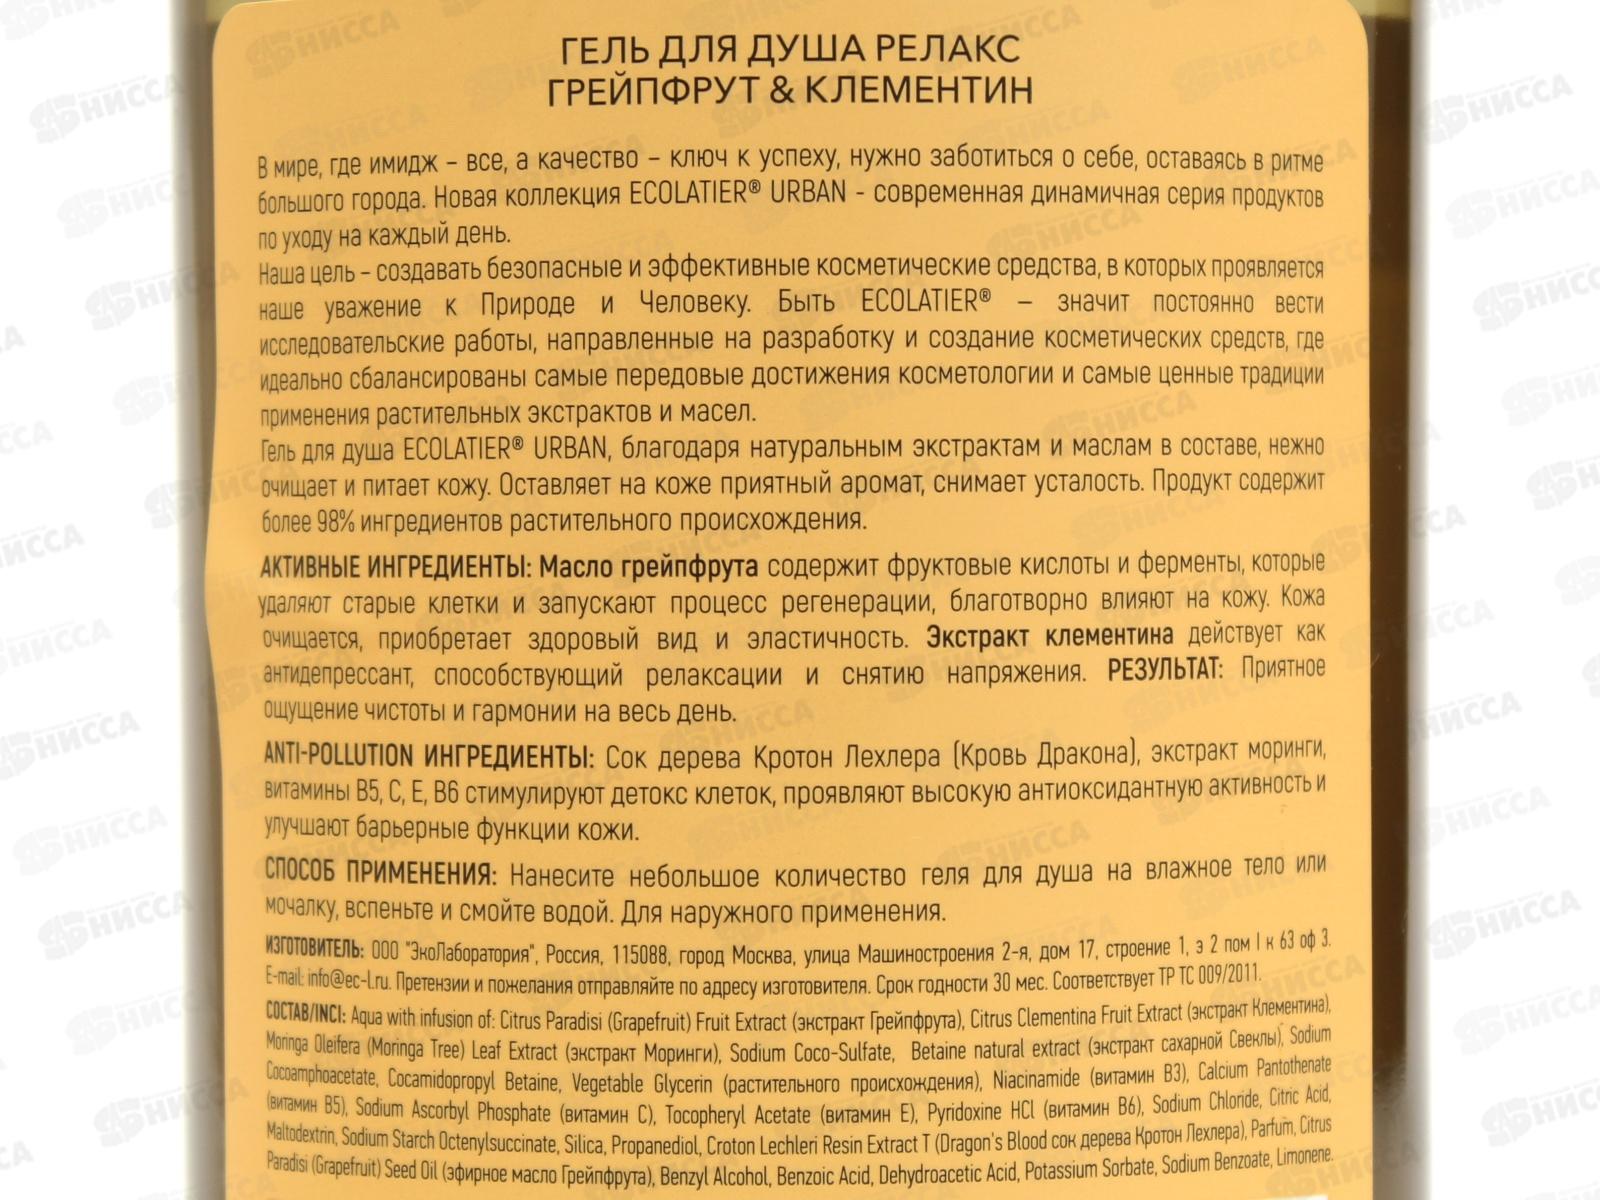 ГЕЛЬ ДЛЯ ДУША РЕЛАКС
ГРЕЙПФРУТ & КЛЕМЕНТИН
В мире, где имидж – все, а качество – ключ к успеху, нужно заботиться о себе, оставаясь в ритме
большого города. Новая коллекция ECOLATIER® URBAN - современная динамичная серия продуктов
по уходу на каждый день.
Наша цель – создавать безопасные и эффективные косметические средства, в которых проявляется
наше уважение к Природе и Человеку. Быть ECOLATIER® – значит постоянно вести
исследовательские работы, направленные на разработку и создание косметических средств, где
идеально сбалансированы самые передовые достижения косметологии и самые ценные традиции
применения растительных экстрактов и масел.
Гель для душа ECOLATIER® URBAN, благодаря натуральным экстрактам и маслам в составе, нежно
очищает и питает кожу. Оставляет на коже приятный аромат, снимает усталость. Продукт содержит
более 98% ингредиентов растительного происхождения.
АКТИВНЫЕ ИНГРЕДИЕНТЫ: Масло грейпфрута содержит фруктовые кислоты и ферменты, которые
удаляют старые клетки и запускают процесс регенерации, благотворно влияют на кожу. Кожа
очищается, приобретает здоровый вид и эластичность. Экстракт клементина действует как
антидепрессант, способствующий релаксации и снятию напряжения. РЕЗУЛЬТАТ: Приятное
ощущение чистоты и гармонии на весь день.
ANTI-POLLUTION ИНГРЕДИЕНТЫ: Сок дерева Кротон Лехлера (Кровь Дракона), экстракт моринги,
витамины B5, C, E, B6 стимулируют детокс клеток, проявляют высокую антиоксидантную активность и
улучшают барьерные функции кожи.
СПОСОБ ПРИМЕНЕНИЯ: Нанесите небольшое количество геля для душа на влажное тело или
мочалку, вспеньте и смойте водой. Для наружного применения.
ИЗГОТОВИТЕЛЬ: ООО "ЭкоЛаборатория", Россия, 115088, город Москва, улица Машиностроения 2-я, дом 17, строение 1, э 2 пом I к 63 оф 3.
E-mail: info@ec-l.ru. Претензии и пожелания отправляйте по адресу изготовителя. Срок годности 30 мес. Соответствует ТР ТС 009/2011.
СОСТАВ/INCI: Aqua with infusion of: Citrus Paradisi (Grapefruit) Fruit Extract (экстракт Грейпфрута), Citrus Clementina Fruit Extract (экстракт Клементина),
Moringa Oleifera (Moringa Tree) Leaf Extract (экстракт Моринги), Sodium Coco-Sulfate, Betaine natural extract (экстракт сахарной Свеклы), Sodium
Cocoamphoacetate, Cocamidopropyl Betaine, Vegetable Glycerin (растительного происхождения), Niacinamide (витамин B3), Calcium Pantothenate
(витамин B5), Sodium Ascorbyl Phosphate (витамин C), Tocopheryl Acetate (витамин E), Pyridoxine HCl (витамин B6), Sodium Chloride, Citric Acid,
Maltodextrin, Sodium Starch Octenylsuccinate, Silica, Propanediol, Croton Lechleri Resin Extract T (Dragon's Blood сок дерева Кротон Лехлера), Parfum, Citrus
Paradisi (Grapefruit) Seed Oil (эфирное масло Грейпфрута), Benzyl Alcohol, Benzoic Acid, Dehydroacetic Acid, Potassium Sorbate, Sodium Benzoate, Limonene.